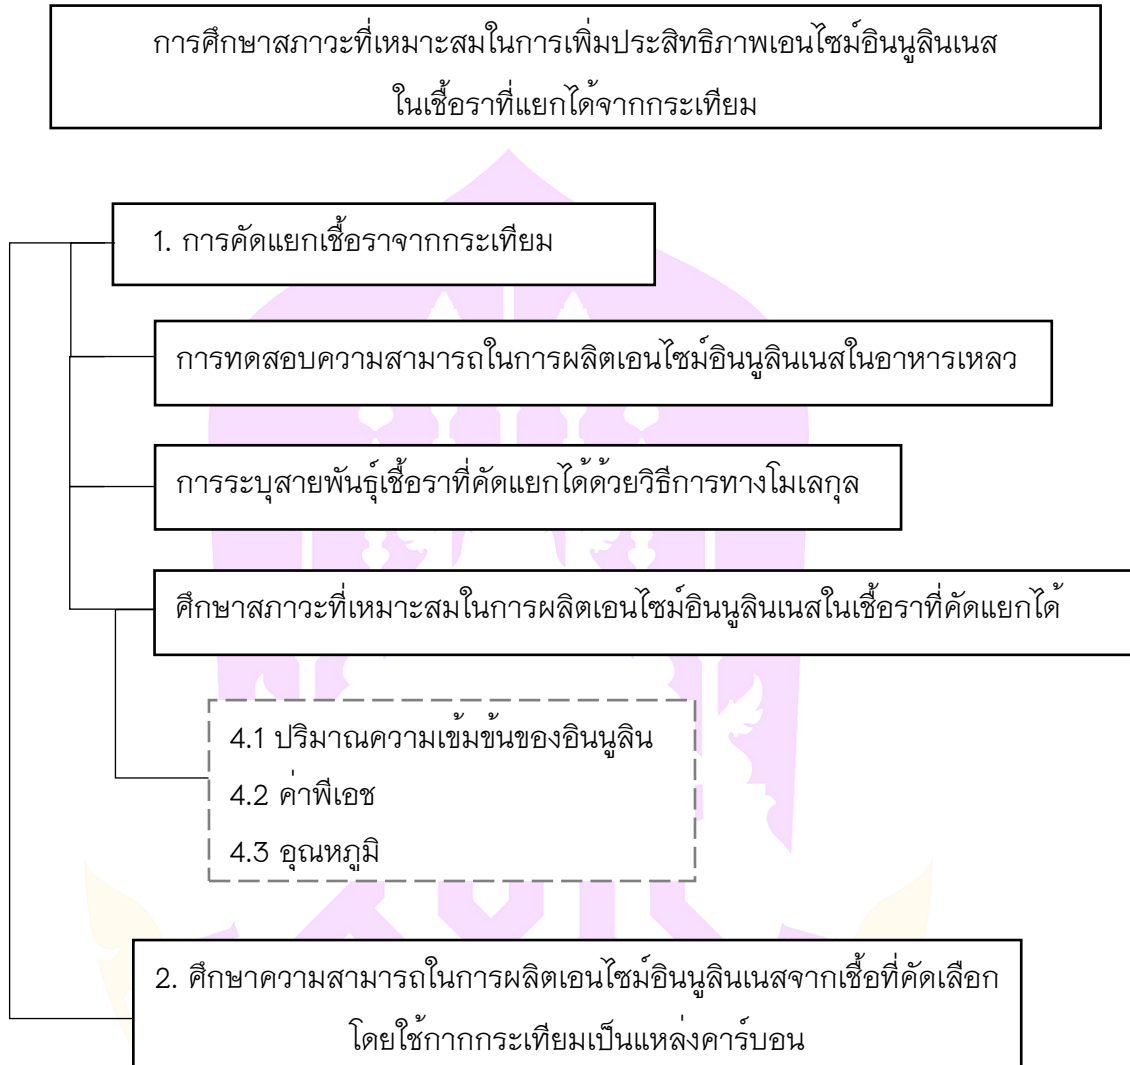 การศึกษาสภาวะที่เหมาะสมในการเพิ่มประสิทธิภาพเอนไซม์อินนูลินเนส
ในเชื้อราที่แยกได้จากกระเทียม
1. การคัดแยกเชื้อราจากกระเทียม
การทดสอบความสามารถในการผลิตเอนไซม์อินนูลินเนสในอาหารเหลว
การระบุสายพันธุ์เชื้อราที่คัดแยกได้ด้วยวิธีการทางโมเลกุล
ศึกษาสภาวะที่เหมาะสมในการผลิตเอนไซม์อินนูลินเนสในเชื้อราที่คัดแยกได้
4.1 ปริมาณความเข้มข้นของอินนูลิน
4.2 ค่าพีเอช
4.3 อุณหภูมิ
2. ศึกษาความสามารถในการผลิตเอนไซม์อินนูลินเนสจากเชื้อที่คัดเลือก
โดยใช้กากกระเทียมเป็นแหล่งคาร์บอน